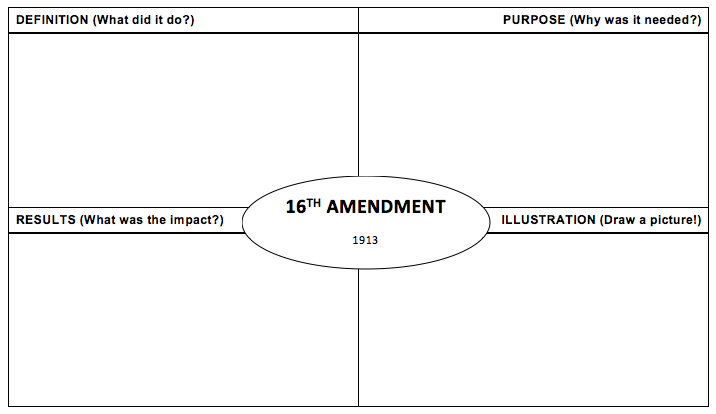 DEFINITION (What did it do?)
PURPOSE (Why was it needed?)
16TH AMENDMENT
1913
RESULTS (What was the impact?)
ILLUSTRATION (Draw a picture!)